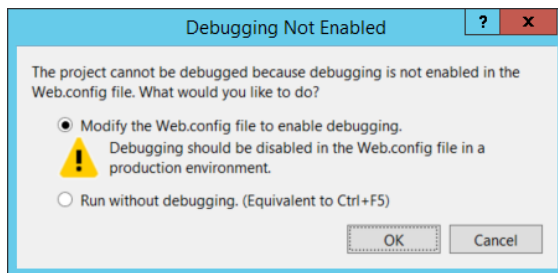 Debugging Not Enabled
? x
The project cannot be debugged because debugging is not enabled in the
Web.config file. What would you like to do?
Modify the Web.config file to enable debugging.
Debugging should be disabled in the Web.config file in a
production environment.
Run without debugging. (Equivalent to Ctrl+F5)
OK Cancel